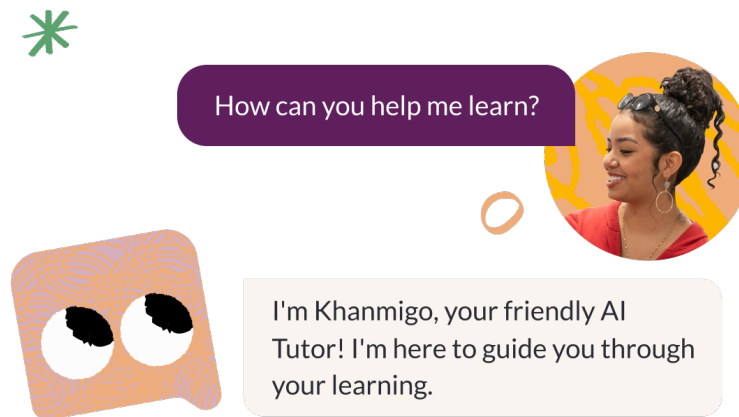 How can you help me learn?
I'm Khanmigo, your friendly AI
Tutor! I'm here to guide you through
your learning.